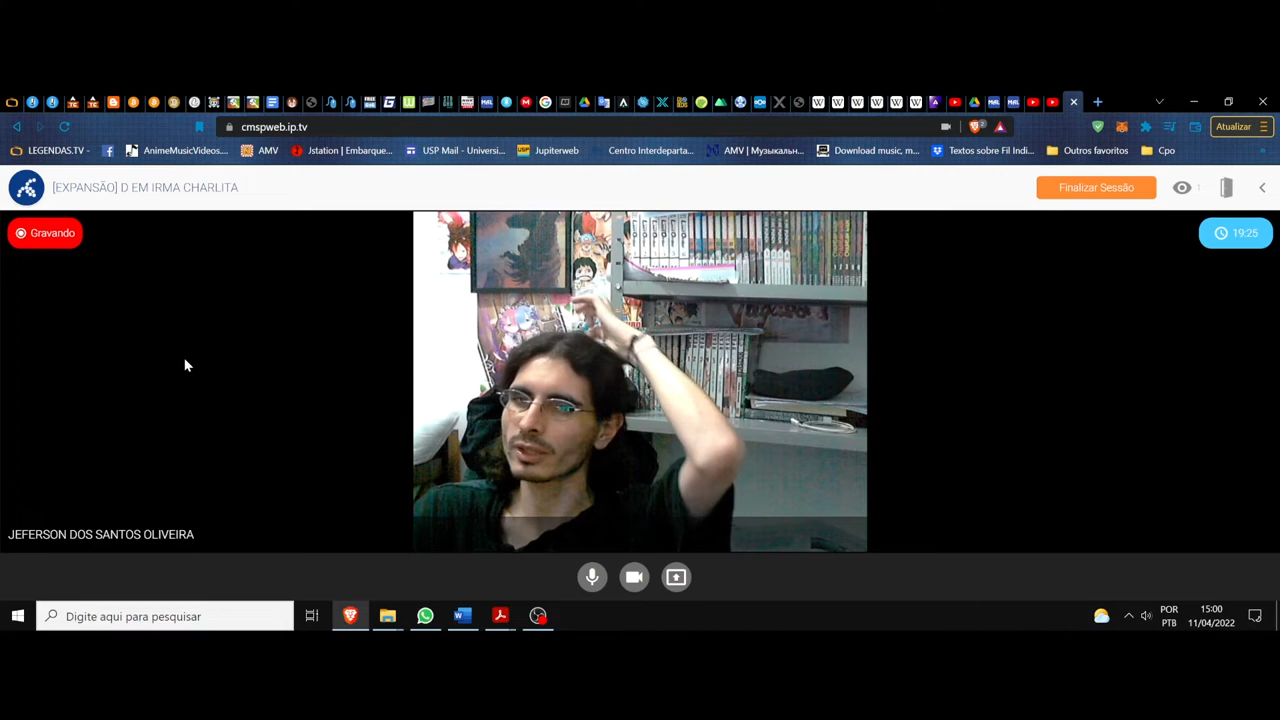 cmspweb.ip.tv
Atualizar
LEGENDAS.TV -
AnimeMusicVideos...
AMV
Jstation | Embarque...
USP Mail - Universi...
USP
Jupiterweb
Centro Interdeparta...
AMV | Музыкальн...
Download music, m...
Textos sobre Fil Indi...
Outros favoritos
Cpo
[EXPANSÃO] D EM IRMA CHARLITA
Finalizar Sessão
1
Gravando
19:25
JEFERSON DOS SANTOS OLIVEIRA
Digite aqui para pesquisar
POR
PTB
15:00
11/04/2022